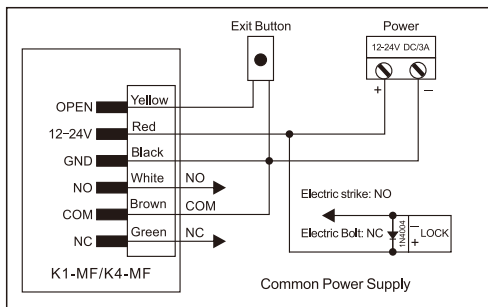 Exit Button
Power
12-24V DC/3A
+ −
OPEN Yellow
12−24V Red
GND Black
NO White NO
COM Brown COM
NC Green NC
Electric strike: NO
Electric Bolt: NC
1N4004
− LOCK
+
K1-MF/K4-MF
Common Power Supply